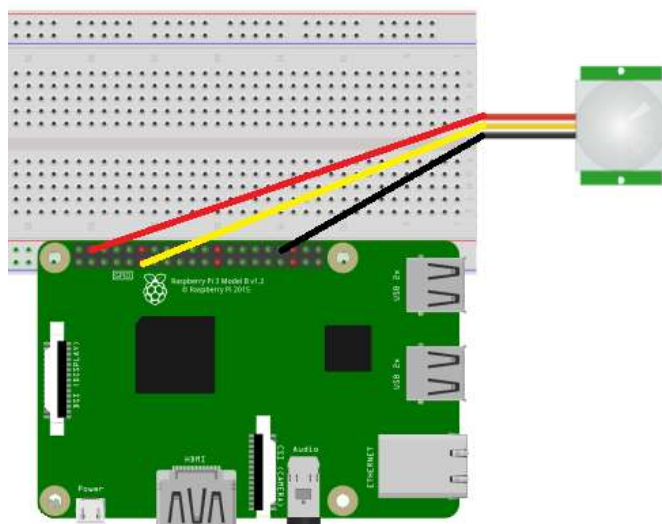 GPIO
Raspberry Pi 3 Model B v1.2
© Raspberry Pi 2015
USB 2x
DSI (DISPLAY)
USB 2x
HDMI
CSI (CAMERA)
Audio
ETHERNET
Power